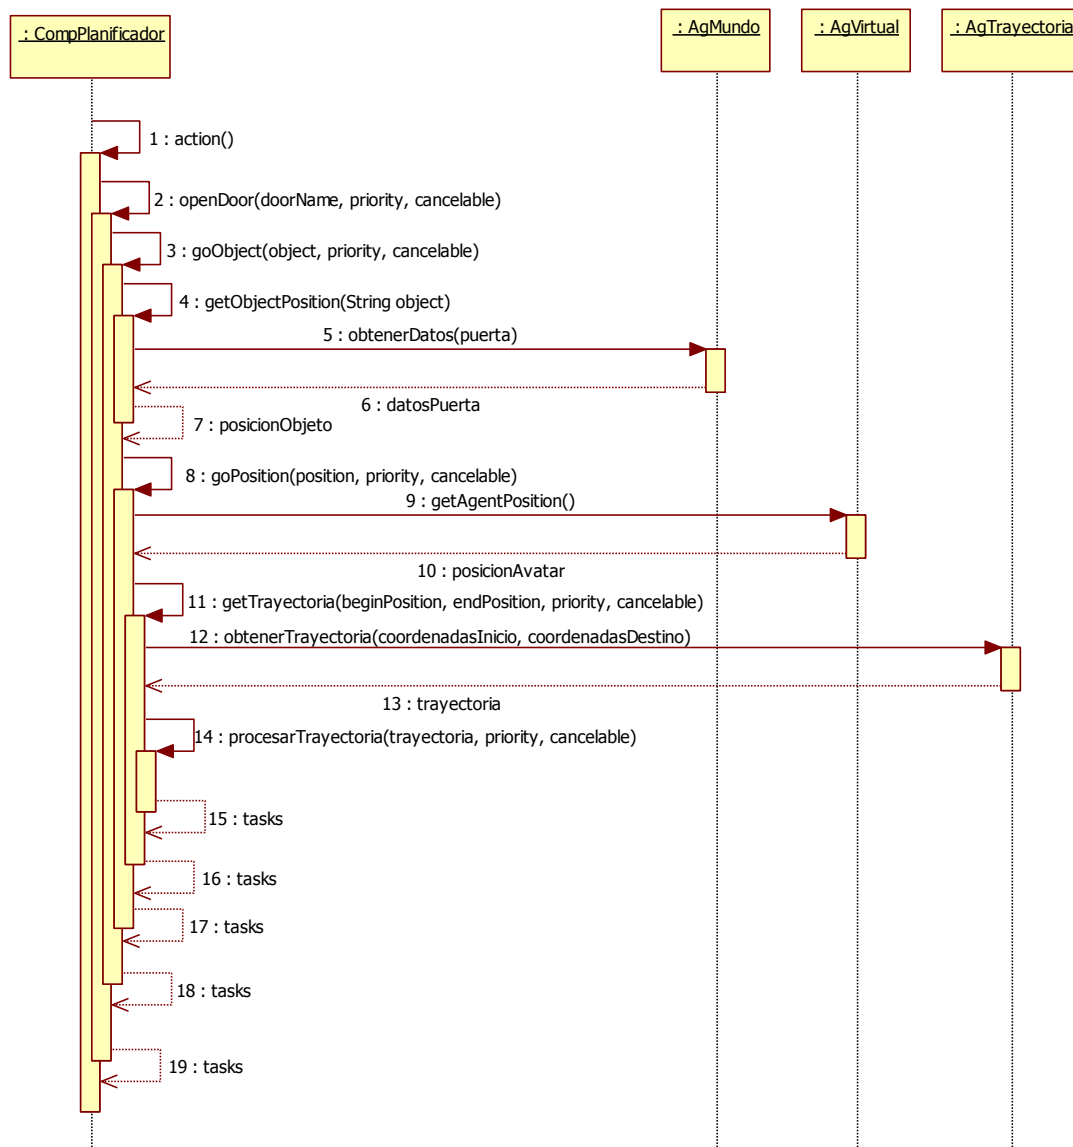 : CompPlanificador
: AgMundo
: AgVirtual
: AgTrayectoria
1 : action()
2 : openDoor(doorName, priority, cancelable)
3 : goObject(object, priority, cancelable)
4 : getObjectPosition(String object)
5 : obtenerDatos(puerta)
6 : datosPuerta
7 : posicionObjeto
8 : goPosition(position, priority, cancelable)
9 : getAgentPosition()
10 : posicionAvatar
11 : getTrayectoria(beginPosition, endPosition, priority, cancelable)
12 : obtenerTrayectoria(coordenadasInicio, coordenadasDestino)
13 : trayectoria
14 : procesarTrayectoria(trayectoria, priority, cancelable)
15 : tasks
16 : tasks
17 : tasks
18 : tasks
19 : tasks